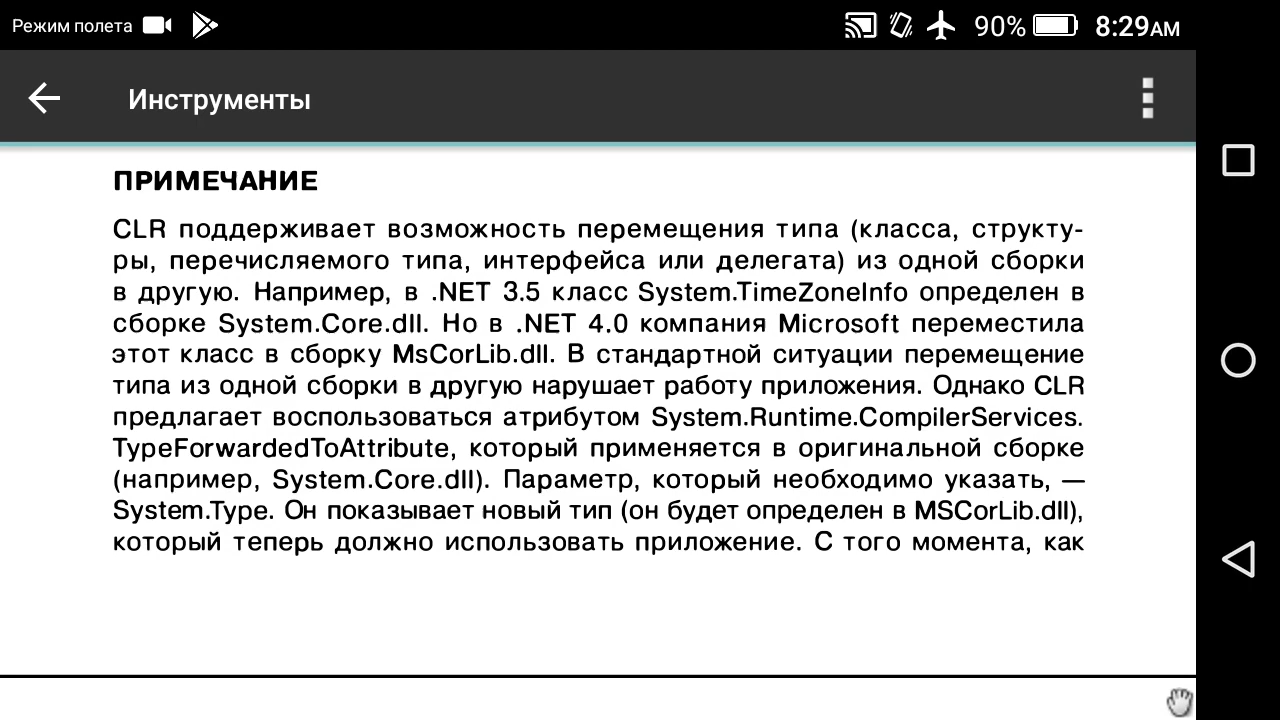 Режим полета
90% 8:29AM
Инструменты
ПРИМЕЧАНИЕ
CLR поддерживает возможность перемещения типа (класса, структу-
ры, перечисляемого типа, интерфейса или делегата) из одной сборки
в другую. Например, в .NET 3.5 класс System.TimeZoneInfo определен в
сборке System.Core.dll. Но в .NET 4.0 компания Microsoft переместила
этот класс в сборку MsCorLib.dll. В стандартной ситуации перемещение
типа из одной сборки в другую нарушает работу приложения. Однако CLR
предлагает воспользоваться атрибутом System.Runtime.CompilerServices.
TypeForwardedToAttribute, который применяется в оригинальной сборке
(например, System.Core.dll). Параметр, который необходимо указать, —
System.Type. Он показывает новый тип (он будет определен в MSCorLib.dll),
который теперь должно использовать приложение. С того момента, как